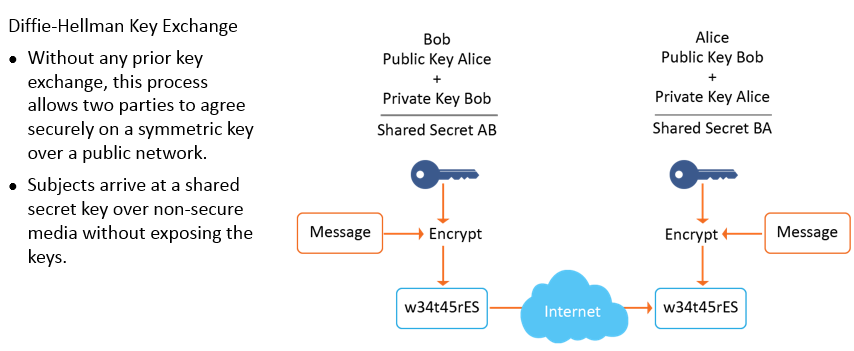 Diffie-Hellman Key Exchange
• Without any prior key
exchange, this process
allows two parties to agree
securely on a symmetric key
over a public network.
• Subjects arrive at a shared
secret key over non-secure
media without exposing the
keys.
Bob
Public Key Alice
+
Private Key Bob
Shared Secret AB
Message
Encrypt
w34t45rES
Internet
Alice
Public Key Bob
+
Private Key Alice
Shared Secret BA
Encrypt
Message
w34t45rES